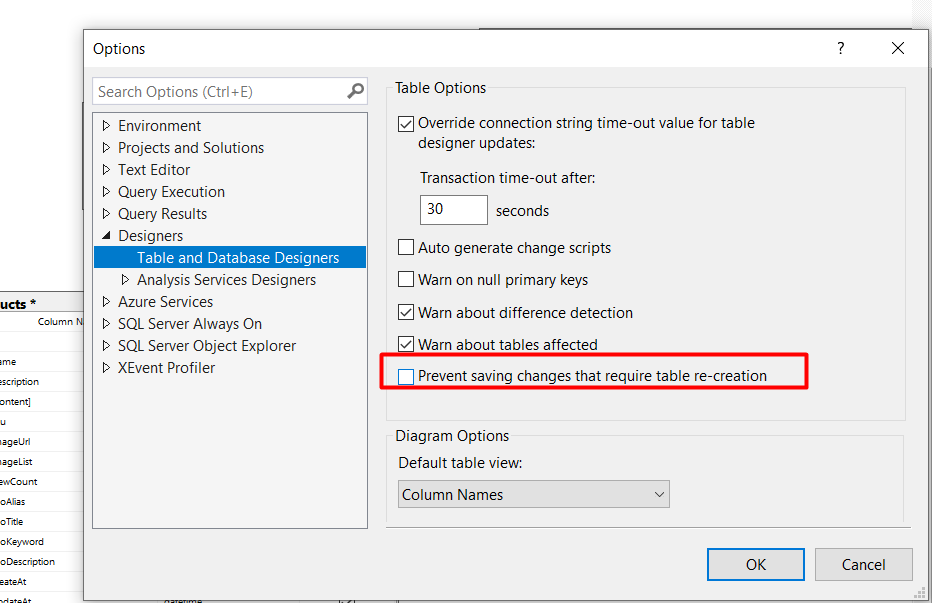 Options
?
Search Options (Ctrl+E)
Environment
Projects and Solutions
Text Editor
Query Execution
Query Results
Designers
Table and Database Designers
Analysis Services Designers
Azure Services
SQL Server Always On
SQL Server Object Explorer
XEvent Profiler
Table Options
Override connection string time-out value for table
designer updates:
Transaction time-out after:
30 seconds
Auto generate change scripts
Warn on null primary keys
Warn about difference detection
Warn about tables affected
Prevent saving changes that require table re-creation
Diagram Options
Default table view:
Column Names
OK Cancel
ucts *
Column N
ame
escription
ontent]
u
nageUrl
nageList
ewCount
oAlias
oTitle
oKeyword
oDescription
eateAt